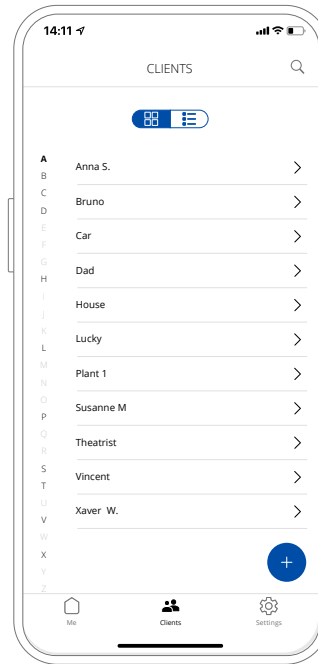 14:11
CLIENTS
A
Anna S.
B
C
Bruno
D
Car
E
F
G
Dad
H
I
House
J
K
Lucky
L
M
Plant 1
N
O
Susanne M
P
Q
R
Theatrist
S
Vincent
T
U
Xaver W.
V
W
X
Y
Z
Me
Clients
Settings